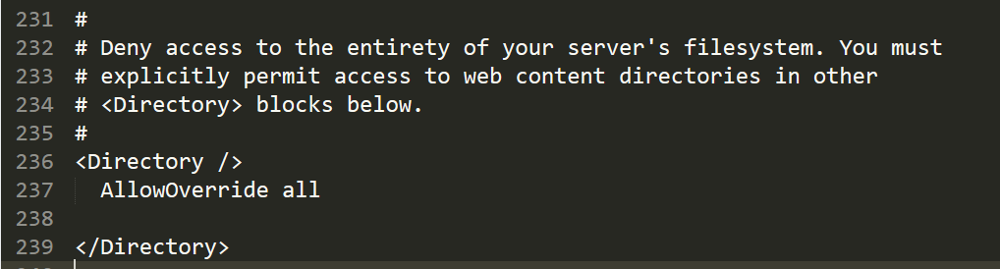 231 #
232 # Deny access to the entirety of your server's filesystem. You must
233 # explicitly permit access to web content directories in other
234 # <Directory> blocks below.
235 #
236 <Directory />
237 AllowOverride all
238
239 </Directory>